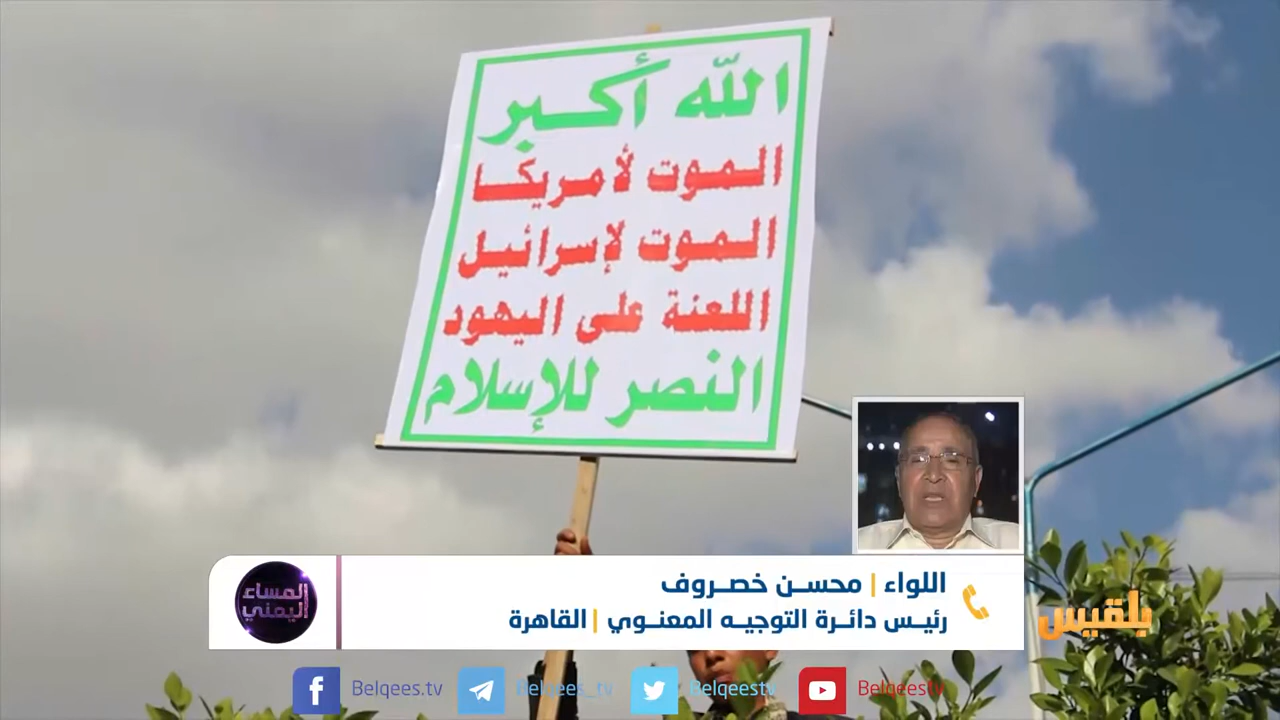 الله أكبر
الموت لأمريكا
الموت لإسرائيل
اللعنة على اليهود
النصر للإسلام
اللواء | محسن خصروف
رئيس دائرة التوجيه المعنوي | القاهرة
المساء
اليمني
بلقيس
Belqees.tv
Belqees_tv
Belqeestv
Belqeestv